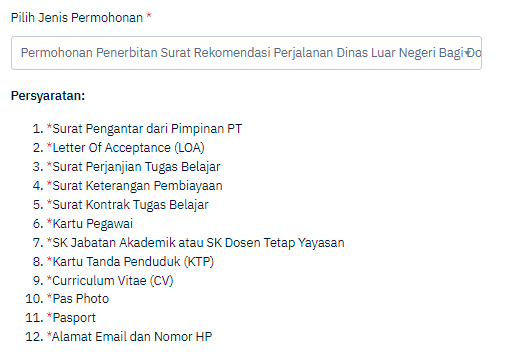 Pilih Jenis Permohonan *
Permohonan Penerbitan Surat Rekomendasi Perjalanan Dinas Luar Negeri Bagi Do
Persyaratan:
1. *Surat Pengantar dari Pimpinan PT
2. *Letter Of Acceptance (LOA)
3. *Surat Perjanjian Tugas Belajar
4. *Surat Keterangan Pembiayaan
5. *Surat Kontrak Tugas Belajar
6. *Kartu Pegawai
7. *SK Jabatan Akademik atau SK Dosen Tetap Yayasan
8. *Kartu Tanda Penduduk (KTP)
9. *Curriculum Vitae (CV)
10. *Pas Photo
11. *Pasport
12. *Alamat Email dan Nomor HP